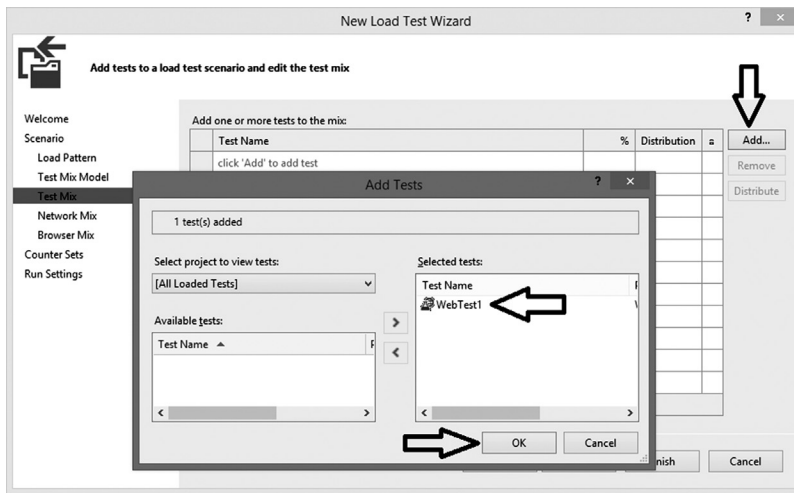 New Load Test Wizard
? ×
Add tests to a load test scenario and edit the test mix
Welcome
Scenario
Load Pattern
Test Mix Model
Test Mix
Network Mix
Browser Mix
Counter Sets
Run Settings
Add one or more tests to the mix:
Test Name % Distribution
click 'Add' to add test
Add...
Remove
Distribute
Add Tests
? ×
1 test(s) added
Select project to view tests:
[All Loaded Tests]
Available tests:
Test Name
>
<
Selected tests:
Test Name
WebTest1
OK
Cancel
Cancel